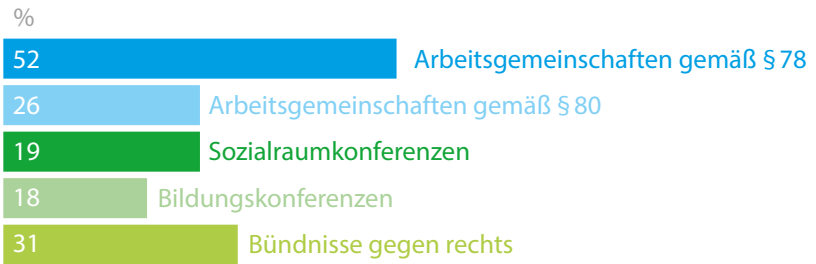 %
52 Arbeitsgemeinschaften gemäß § 78
26 Arbeitsgemeinschaften gemäß § 80
19 Sozialraumkonferenzen
18 Bildungskonferenzen
31 Bündnisse gegen rechts